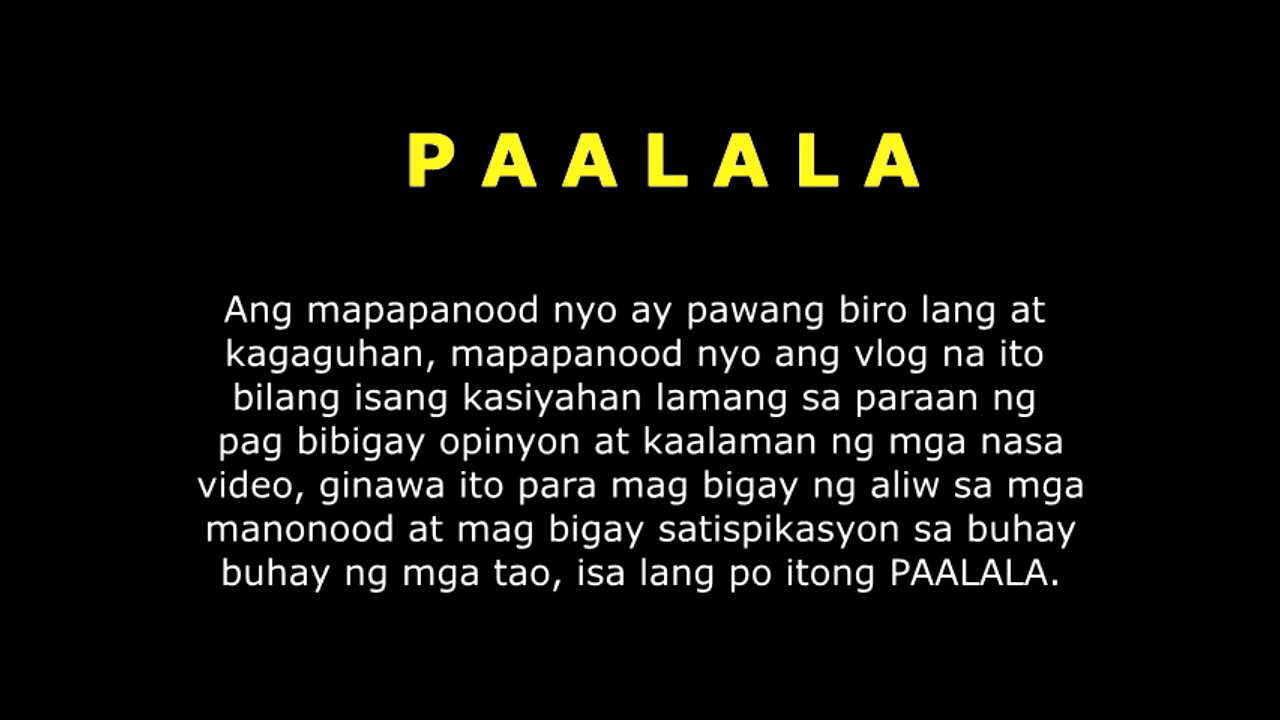 PAALALA
Ang mapapanood nyo ay pawang biro lang at
kagaguhan, mapapanood nyo ang vlog na ito
bilang isang kasiyahan lamang sa paraan ng
pag bibigay opinyon at kaalaman ng mga nasa
video, ginawa ito para mag bigay ng aliw sa mga
manonood at mag bigay satispikasyon sa buhay
buhay ng mga tao, isa lang po itong PAALALA.